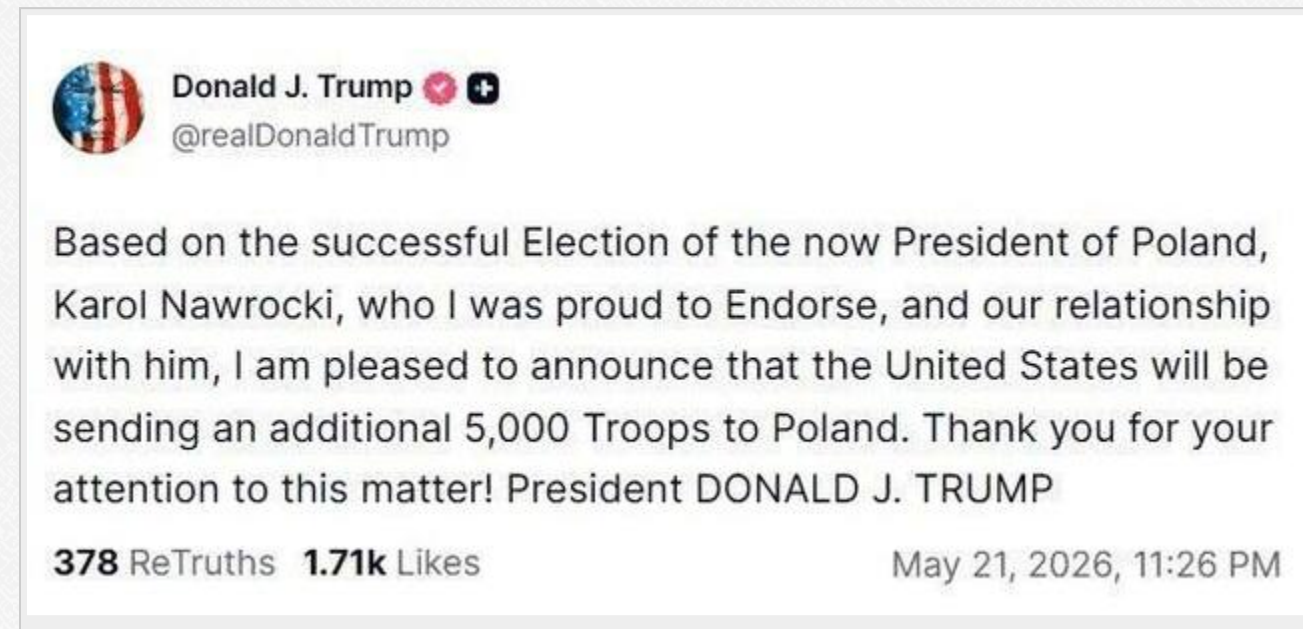 Donald J. Trump
@realDonaldTrump
Based on the successful Election of the now President of Poland,
Karol Nawrocki, who I was proud to Endorse, and our relationship
with him, I am pleased to announce that the United States will be
sending an additional 5,000 Troops to Poland. Thank you for your
attention to this matter! President DONALD J. TRUMP
378 ReTruths 1.71k Likes May 21, 2026, 11:26 PM